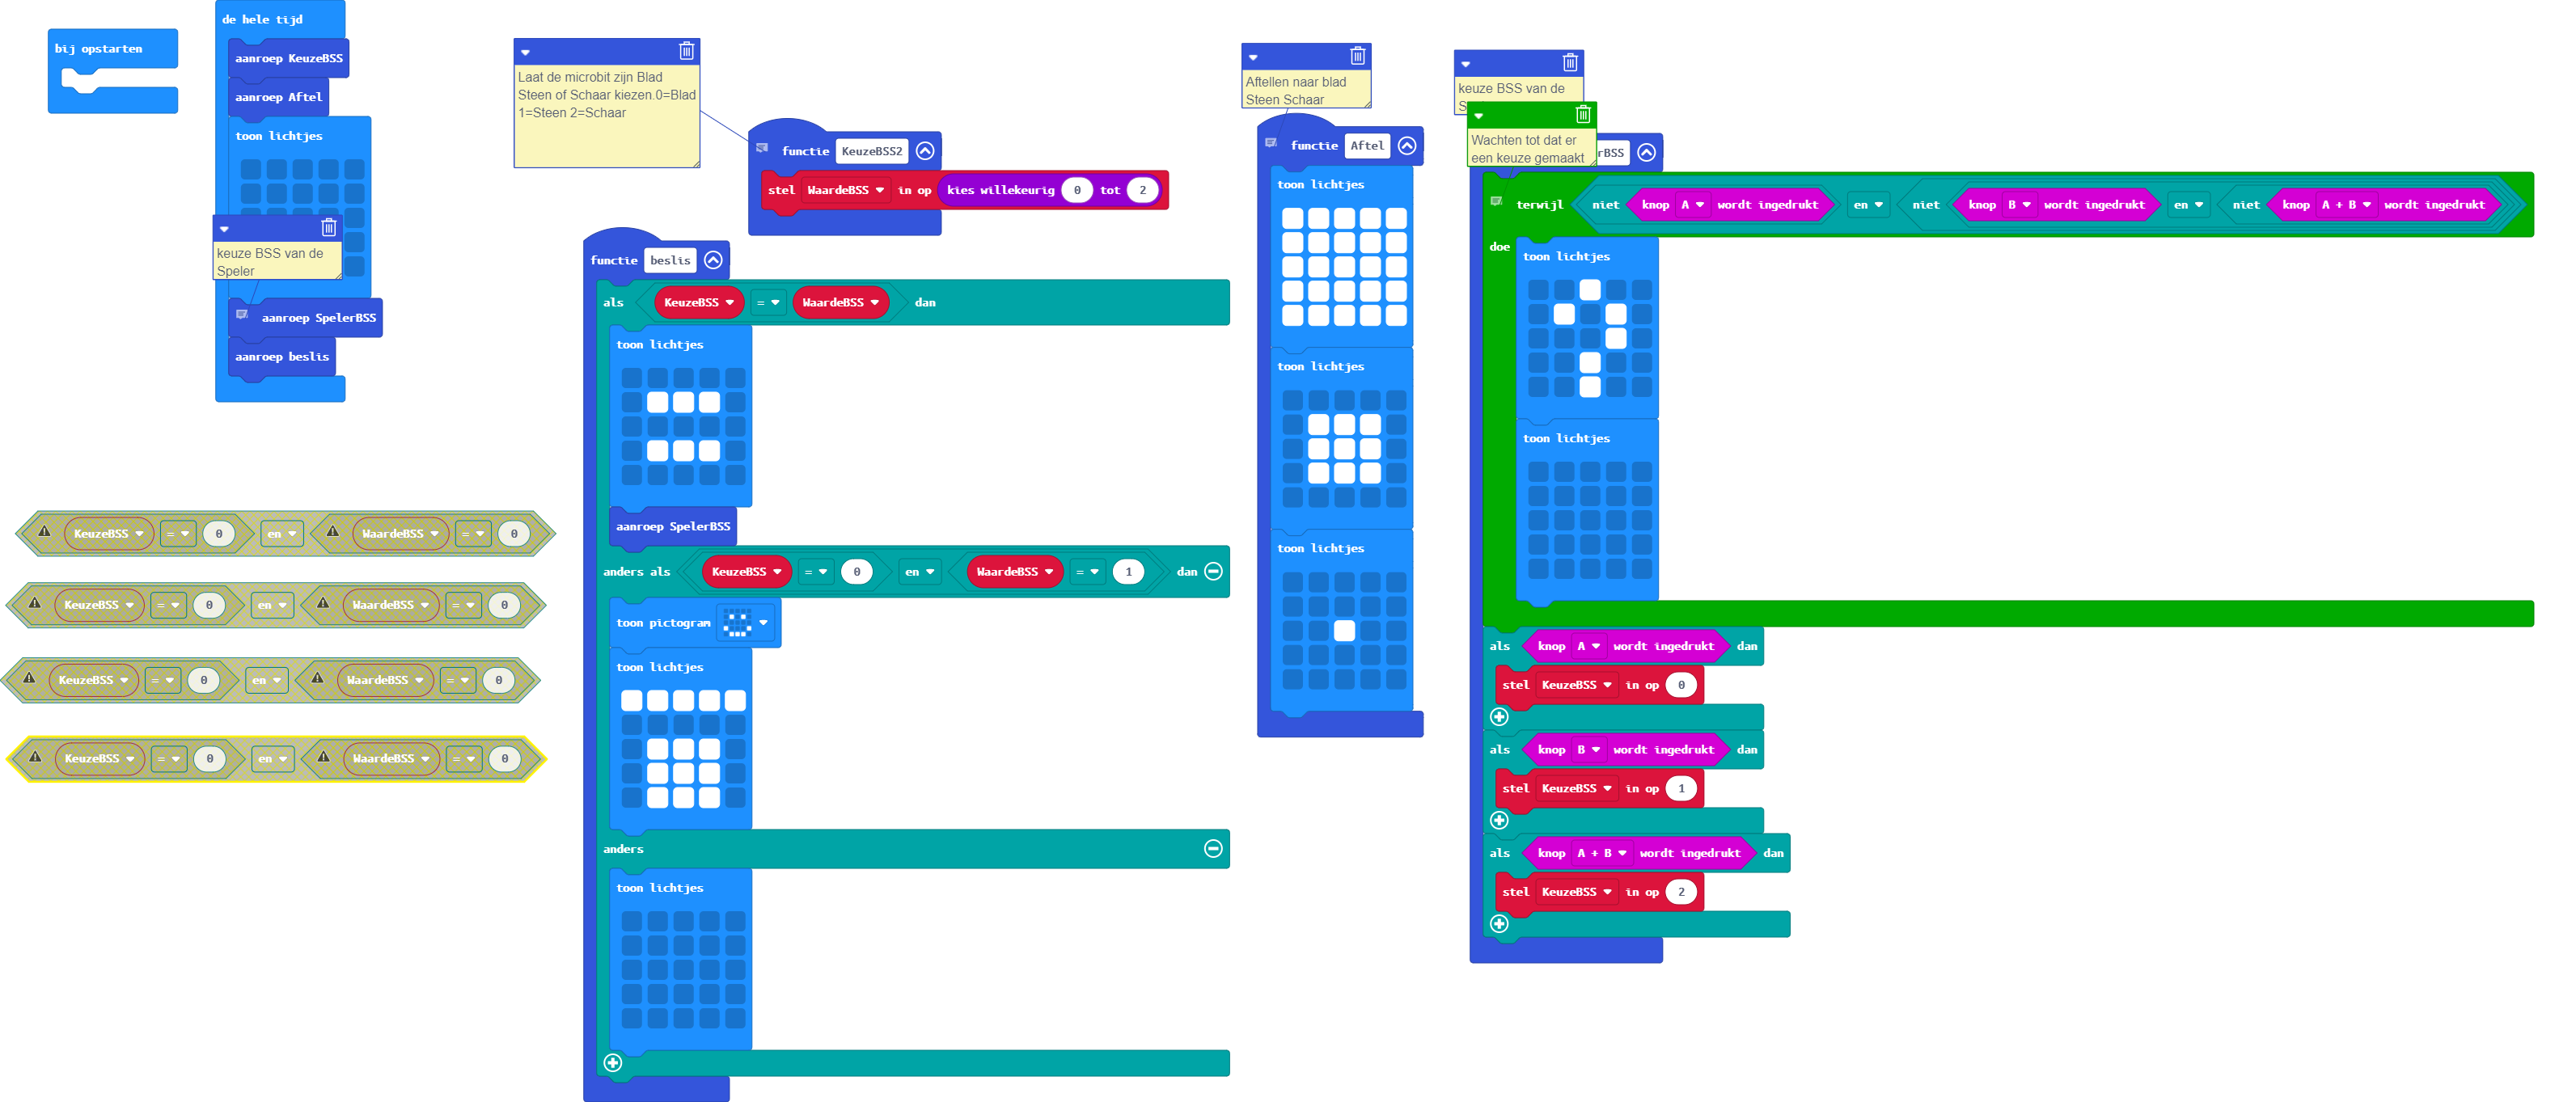 bij opstarten
de hele tijd
aanroep KeuzeBSS
aanroep Aftel
toon lichtjes
keuze BSS van de
Speler
aanroep SpelerBSS
aanroep beslis
KeuzeBSS = 0 en WaardeBSS = 0
KeuzeBSS = 0 en WaardeBSS = 0
KeuzeBSS = 0 en WaardeBSS = 0
KeuzeBSS = 0 en WaardeBSS = 0
Laat de microbit zijn Blad
Steen of Schaar kiezen.0=Blad
1=Steen 2=Schaar
functie KeuzeBSS2
stel WaardeBSS in op kies willekeurig 0 tot 2
functie beslis
als KeuzeBSS = WaardeBSS dan
toon lichtjes
aanroep SpelerBSS
anders als KeuzeBSS = 0 en WaardeBSS = 1 dan
toon pictogram
toon lichtjes
anders
toon lichtjes
Aftellen naar blad
Steen Schaar
functie Aftel
toon lichtjes
toon lichtjes
toon lichtjes
keuze BSS van de
Wachten tot dat er
een keuze gemaakt
rBSS
terwijl niet knop A wordt ingedrukt en niet knop B wordt ingedrukt en niet knop A + B wordt ingedrukt
doe
toon lichtjes
toon lichtjes
als knop A wordt ingedrukt dan
stel KeuzeBSS in op 0
als knop B wordt ingedrukt dan
stel KeuzeBSS in op 1
als knop A + B wordt ingedrukt dan
stel KeuzeBSS in op 2